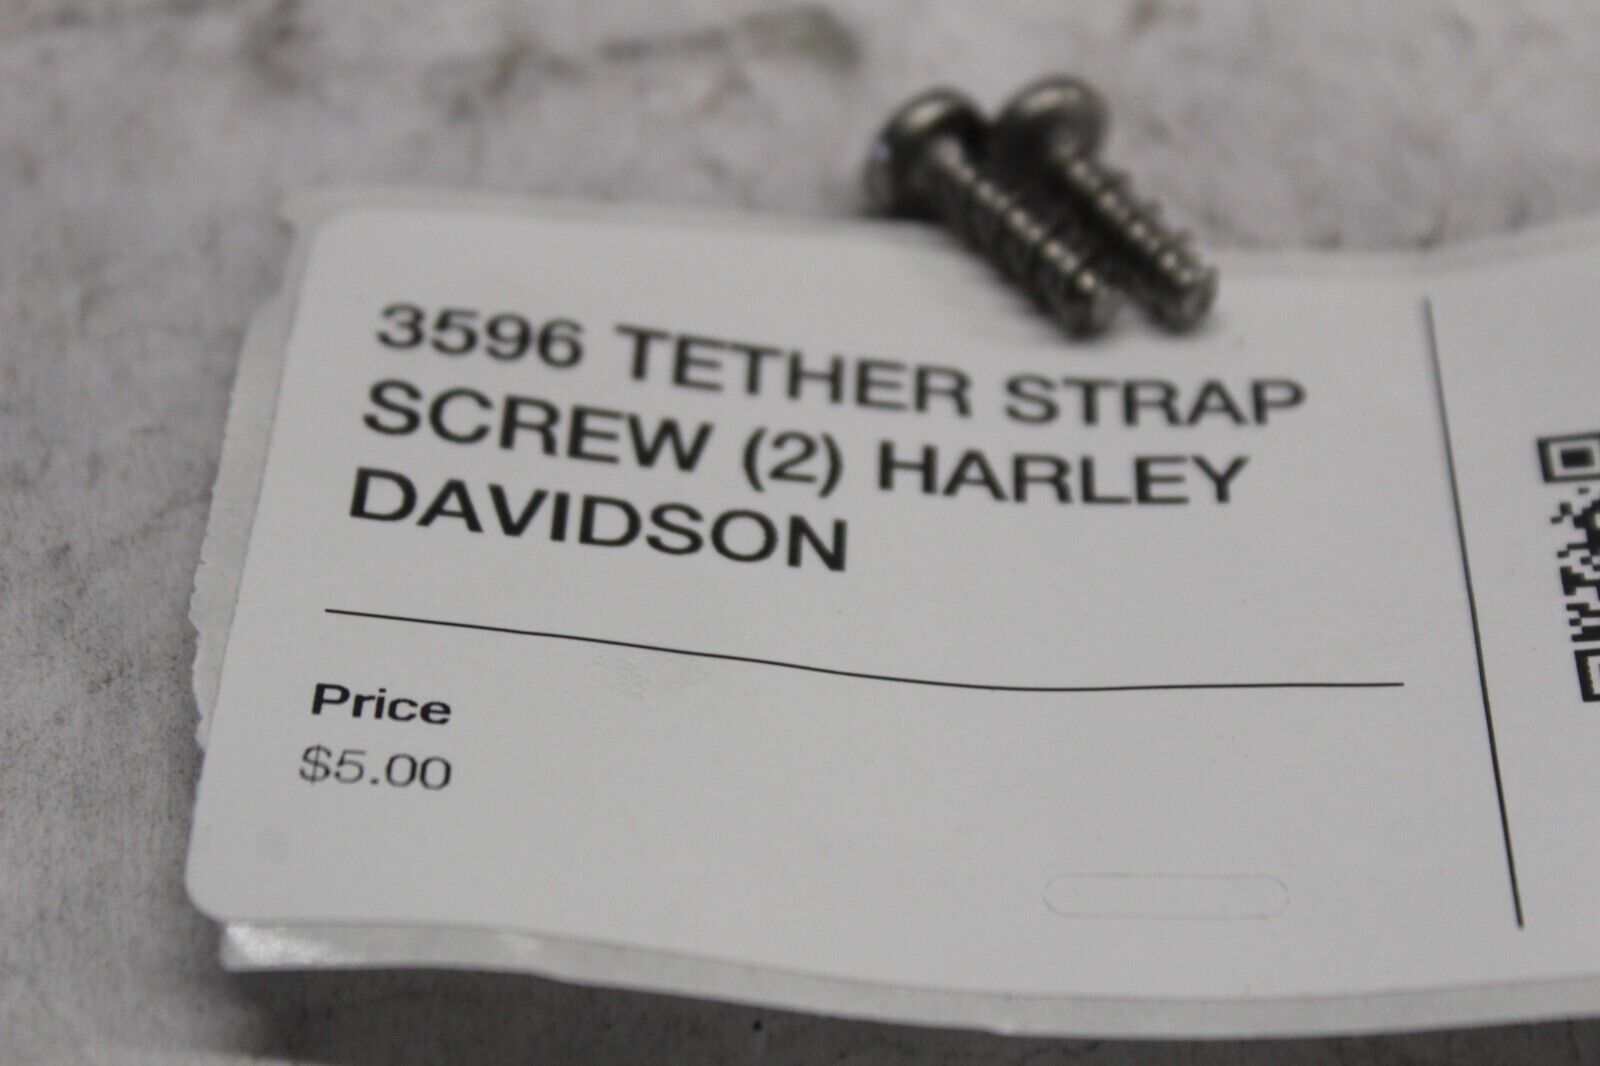 3596 TETHER STRAP
SCREW (2) HARLEY
DAVIDSON
Price
$5.00